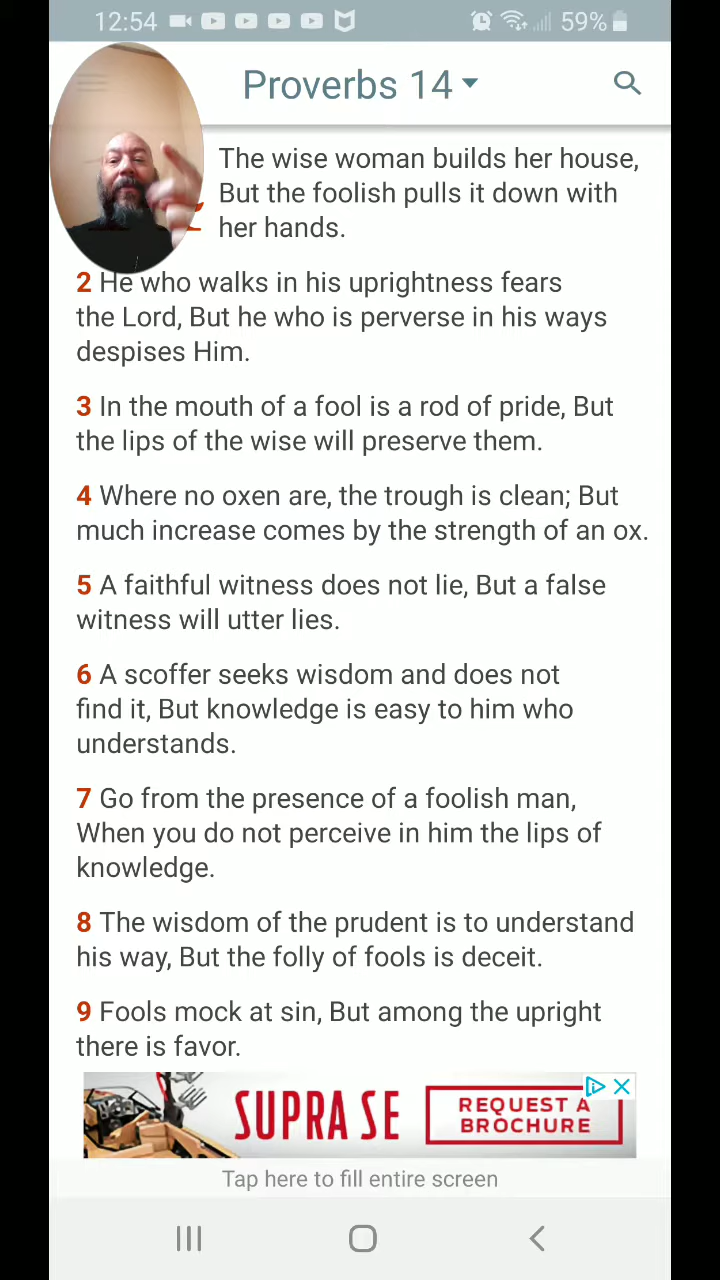 12:54
59%
Proverbs 14
The wise woman builds her house,
But the foolish pulls it down with
her hands.
2 He who walks in his uprightness fears
the Lord, But he who is perverse in his ways
despises Him.
3 In the mouth of a fool is a rod of pride, But
the lips of the wise will preserve them.
4 Where no oxen are, the trough is clean; But
much increase comes by the strength of an ox.
5 A faithful witness does not lie, But a false
witness will utter lies.
6 A scoffer seeks wisdom and does not
find it, But knowledge is easy to him who
understands.
7 Go from the presence of a foolish man,
When you do not perceive in him the lips of
knowledge.
8 The wisdom of the prudent is to understand
his way, But the folly of fools is deceit.
9 Fools mock at sin, But among the upright
there is favor.
SUPRA SE
REQUEST A
BROCHURE
Tap here to fill entire screen